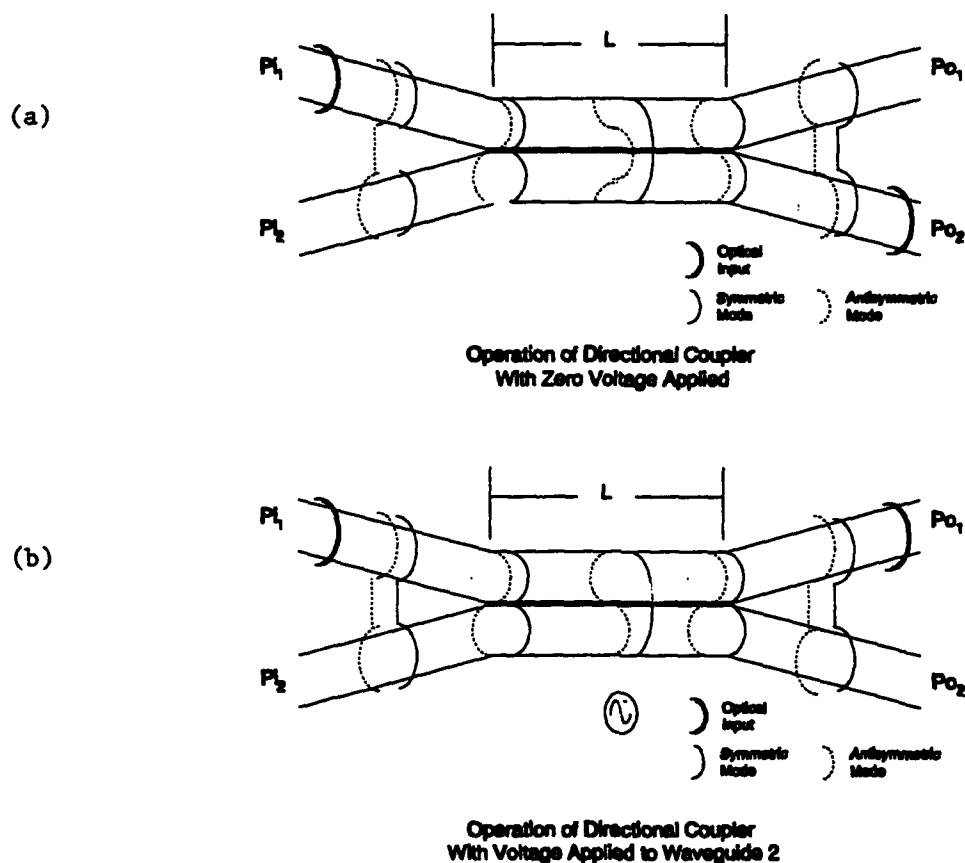 L
Pi₁
Po₁
(a)
Pi₂
Po₂
Optical
Input
Symmetric
Mode
Antisymmetric
Mode
Operation of Directional Coupler
With Zero Voltage Applied
L
Pi₁
Po₁
(b)
Pi₂
Po₂
Optical
Input
Symmetric
Mode
Antisymmetric
Mode
Operation of Directional Coupler
With Voltage Applied to Waveguide 2